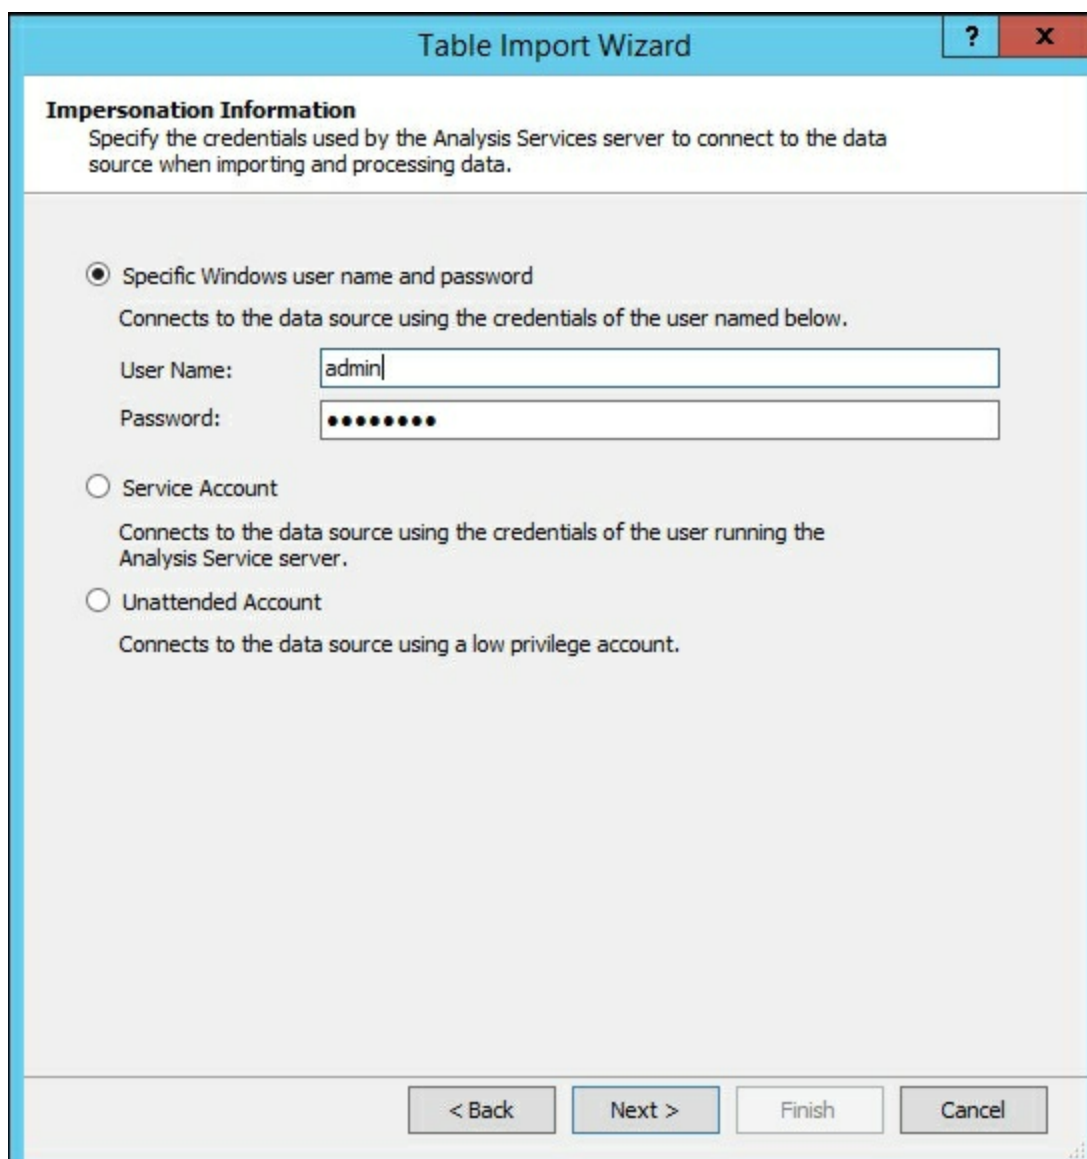 Table Import Wizard
?
x
Impersonation Information
Specify the credentials used by the Analysis Services server to connect to the data
source when importing and processing data.
Specific Windows user name and password
Connects to the data source using the credentials of the user named below.
User Name:
admin
Password:
●●●●●●●●
Service Account
Connects to the data source using the credentials of the user running the
Analysis Service server.
Unattended Account
Connects to the data source using a low privilege account.
< Back
Next >
Finish
Cancel